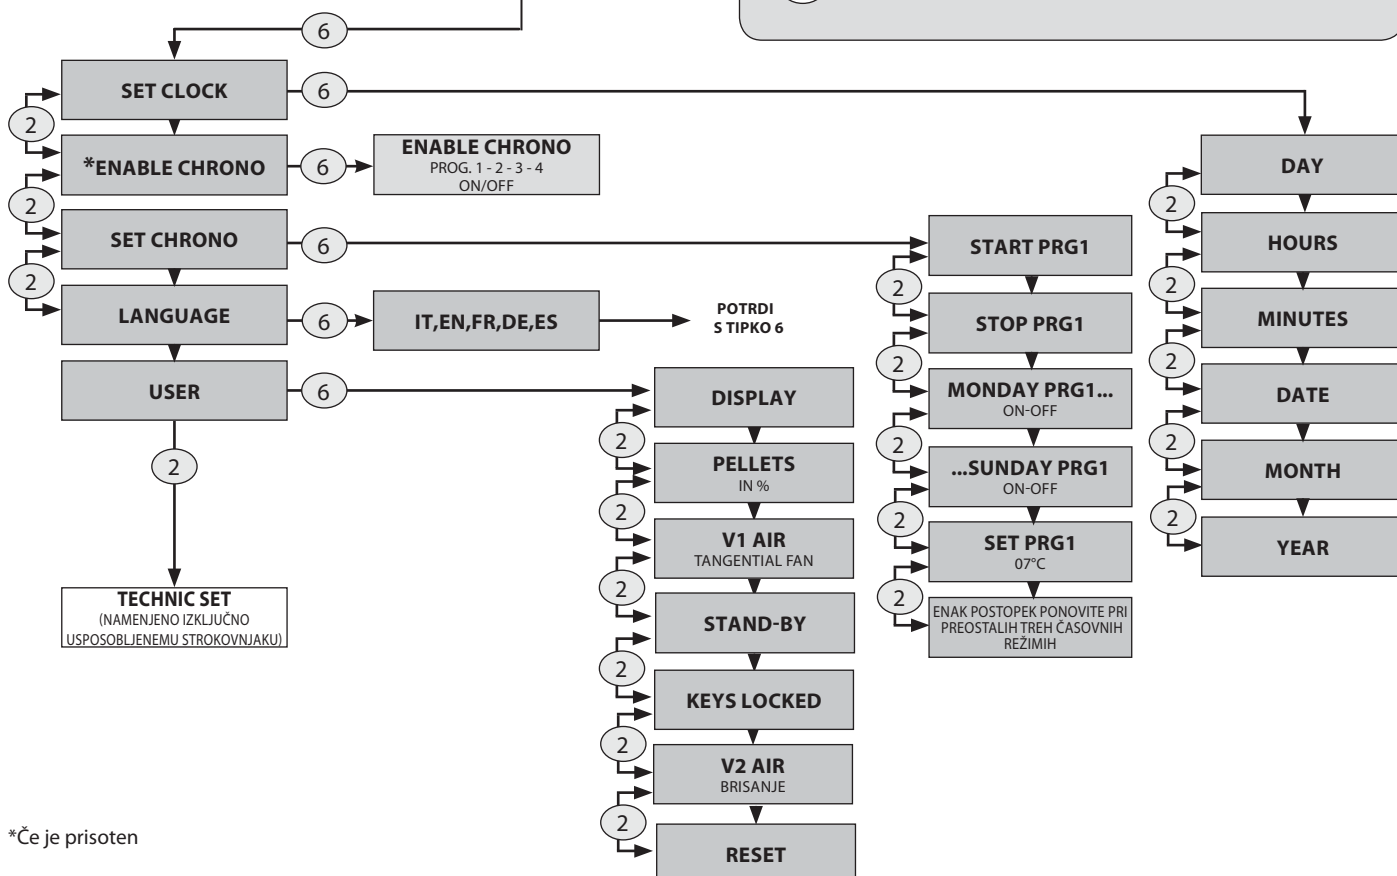 6
SET CLOCK
6
2
*ENABLE CHRONO
6
ENABLE CHRONO
PROG. 1 - 2 - 3 - 4
ON/OFF
2
SET CHRONO
6
2
LANGUAGE
6
IT,EN,FR,DE,ES
POTRDI
S TIPKO 6
USER
6
2
TECHNIC SET
(NAMENJENO IZKLJUČNO
USPOSOBLJENEMU STROKOVNJAKU)
DISPLAY
2
PELLETS
IN %
2
V1 AIR
TANGENTIAL FAN
2
STAND-BY
2
KEYS LOCKED
2
V2 AIR
BRISANJE
2
RESET
START PRG1
2
STOP PRG1
2
MONDAY PRG1...
ON-OFF
2
...SUNDAY PRG1
ON-OFF
2
SET PRG1
07°C
2
ENAK POSTOPEK PONOVITE PRI
PREOSTALIH TREH ČASOVNIH
REŽIMIH
DAY
2
HOURS
2
MINUTES
2
DATE
2
MONTH
2
YEAR
*Če je prisoten